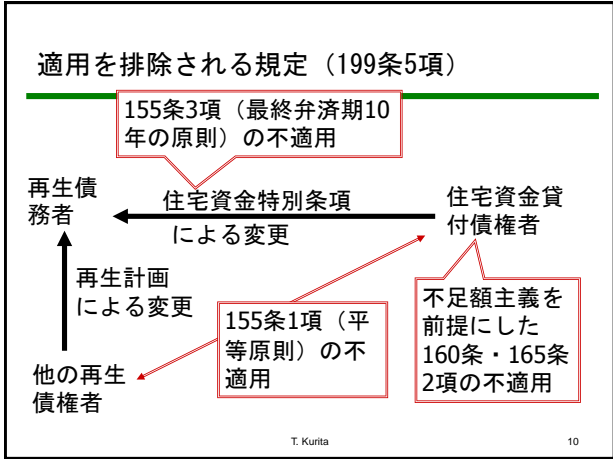 適用を排除される規定（199条5項）
155条3項（最終弁済期10
年の原則）の不適用
再生債
務者
住宅資金特別条項
による変更
住宅資金貸
付債権者
再生計画
による変更
155条1項（平
等原則）の不
適用
不足額主義を
前提にした
160条・165条
2項の不適用
他の再生
債権者
T. Kurita
10